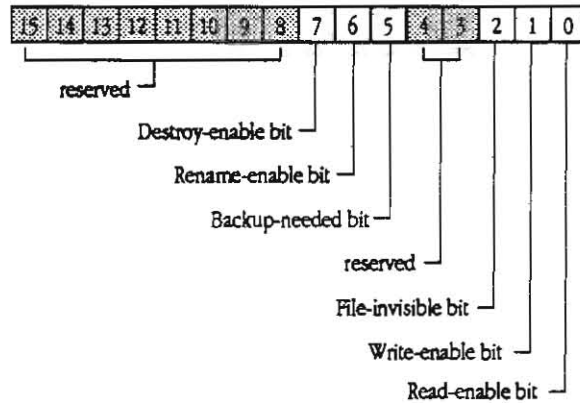 15 14 13 12 11 10 9 8 7 6 5 4 3 2 1 0
reserved
Destroy-enable bit
Rename-enable bit
Backup-needed bit
reserved
File-invisible bit
Write-enable bit
Read-enable bit